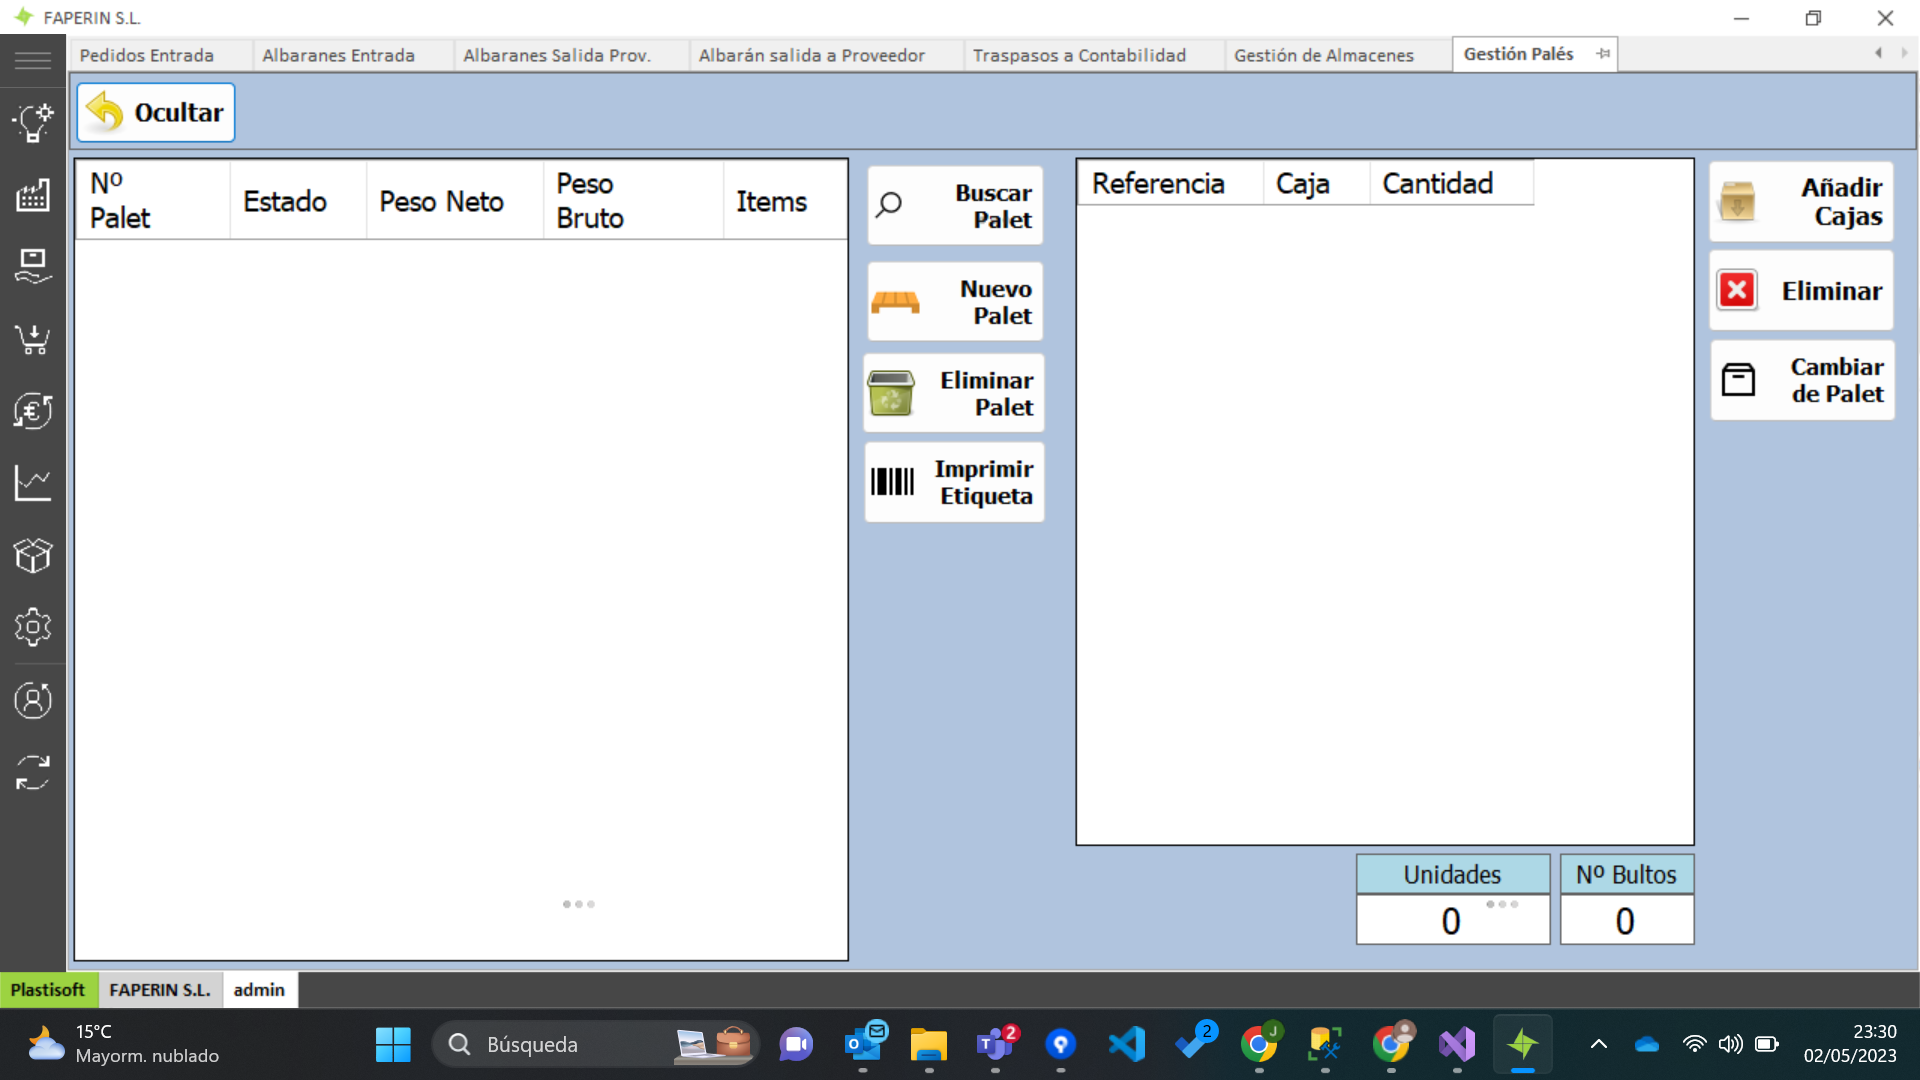 FAPERIN S.L.
Pedidos Entrada
Albaranes Entrada
Albaranes Salida Prov.
Albarán salida a Proveedor
Traspasos a Contabilidad
Gestión de Almacenes
Gestión Palés
Ocultar
Nº
Palet
Estado
Peso Neto
Peso
Bruto
Items
Buscar
Palet
Nuevo
Palet
Eliminar
Palet
Imprimir
Etiqueta
Referencia
Caja
Cantidad
Añadir
Cajas
Eliminar
Cambiar
de Palet
Unidades
Nº Bultos
0
0
Plastisoft
FAPERIN S.L.
admin
15°C
Mayorm. nublado
Búsqueda
2
2
J
23:30
02/05/2023